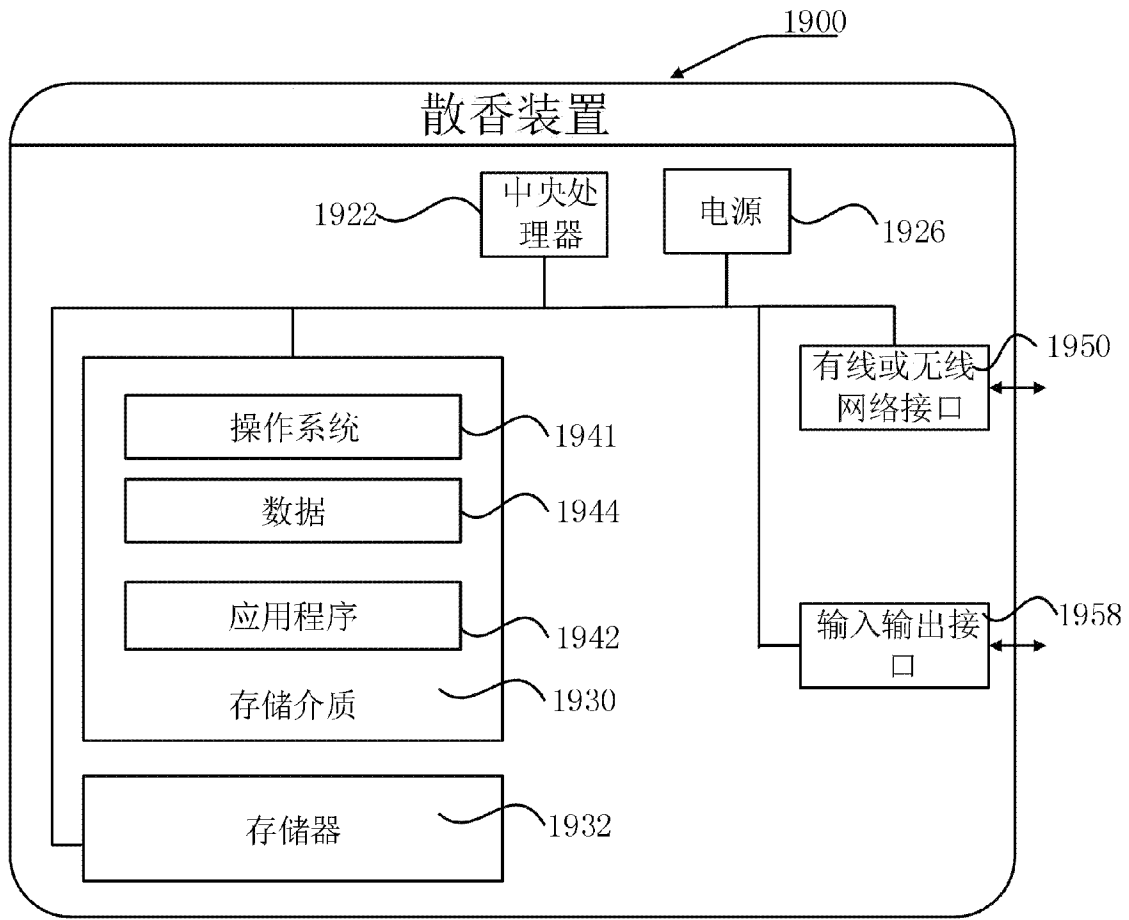 1900
散香装置
1922
中央处
理器
电源
1926
有线或无线
网络接口
1950
操作系统
1941
数据
1944
应用程序
1942
存储介质
1930
输入输出接
口
1958
存储器
1932